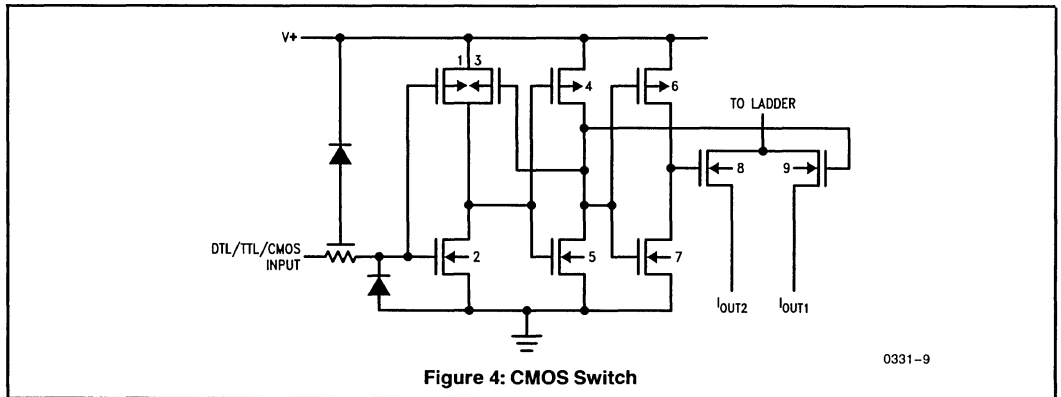 V+
1 3
4
6
TO LADDER
8
9
DTL/TTL/CMOS
INPUT
2
5
7
IOUT2
IOUT1
0331-9
Figure 4: CMOS Switch